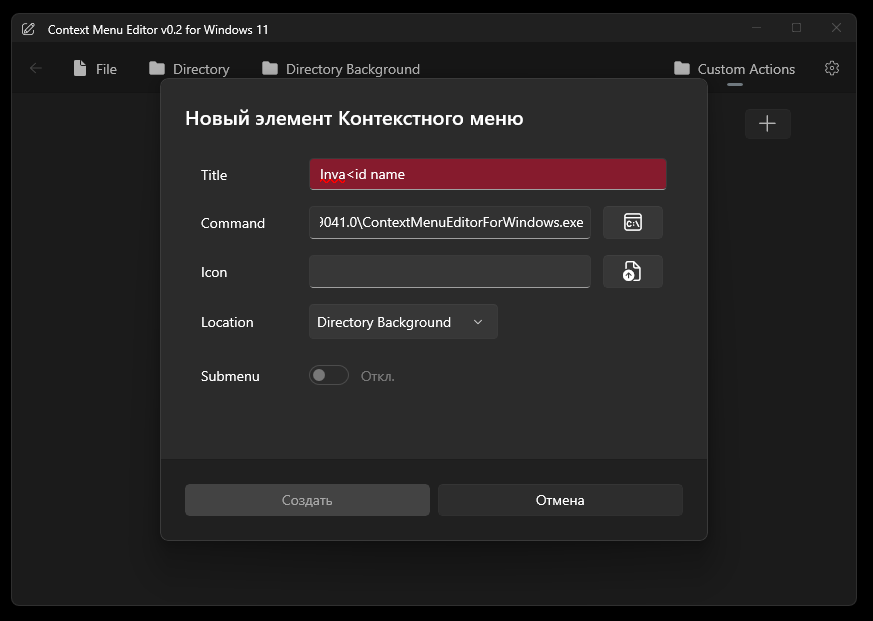 Context Menu Editor v0.2 for Windows 11
File Directory Directory Background Custom Actions
Новый элемент Контекстного меню
Title Inva<id name
Command 9041.0\ContextMenuEditorForWindows.exe
C:\
Icon
Location Directory Background
Submenu Откл.
Создать Отмена